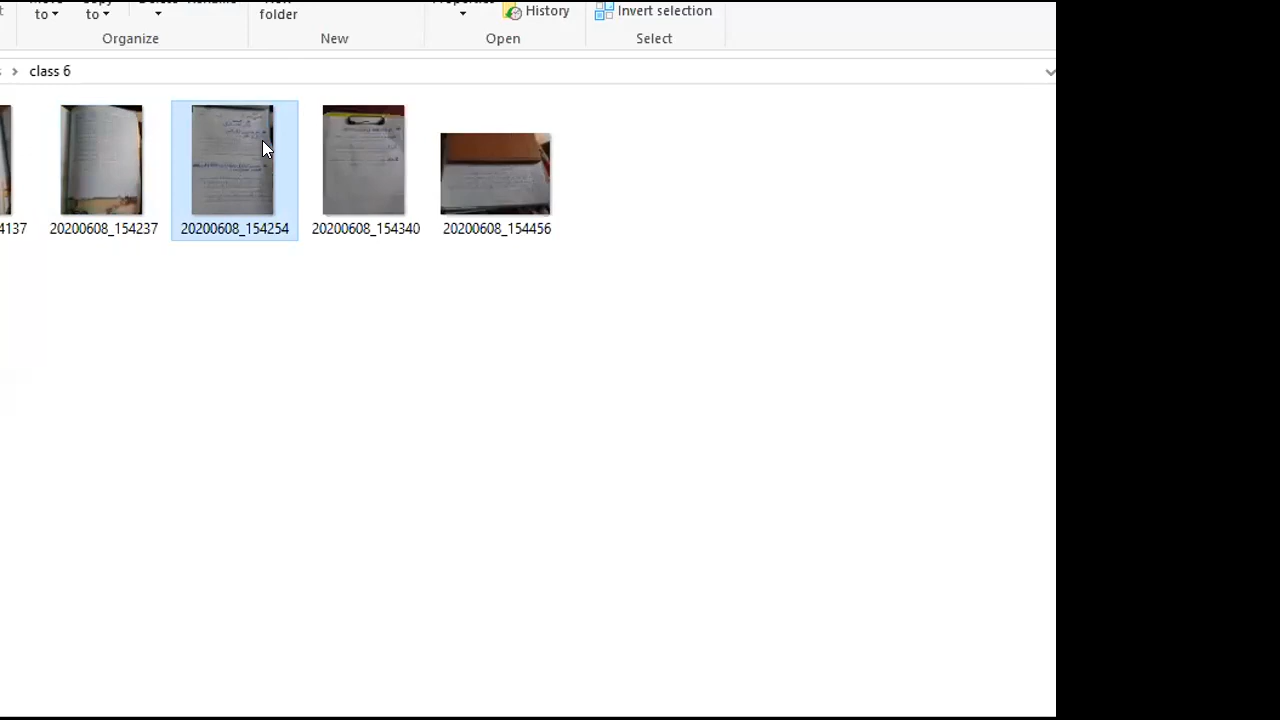 to
to
folder
History
Invert selection
Organize
New
Open
Select
class 6
4137
20200608_154237
20200608_154254
20200608_154340
20200608_154456